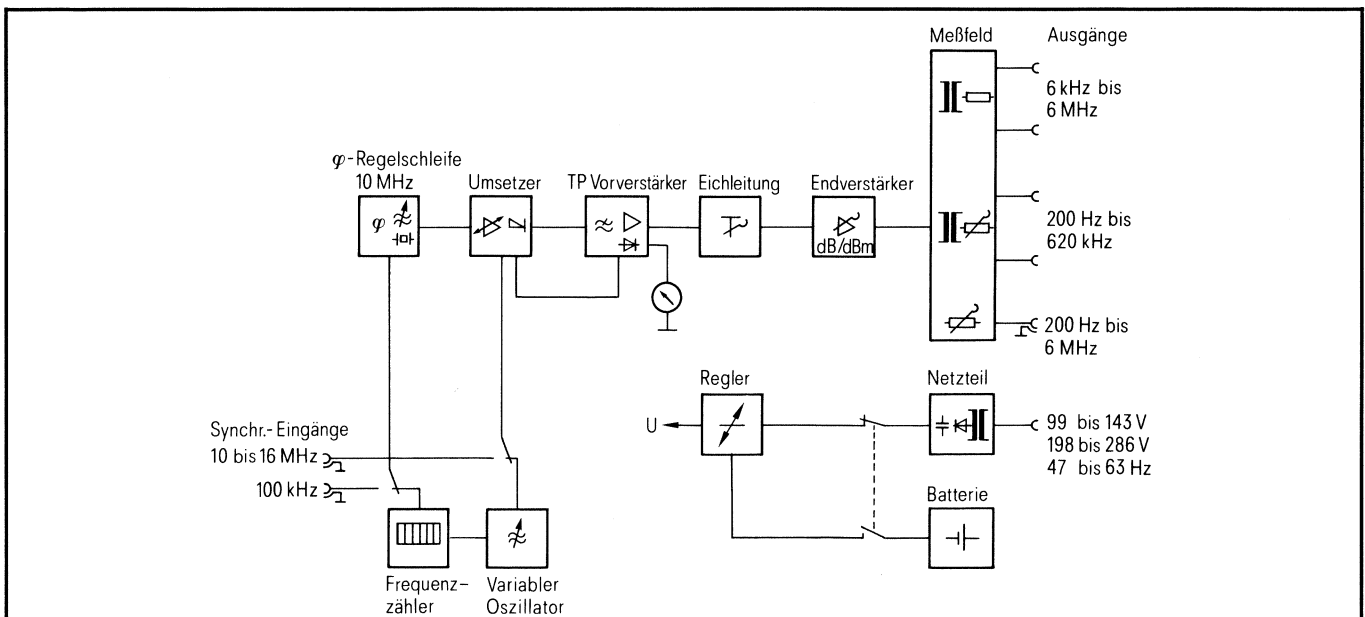 Meßfeld
Ausgänge
6 kHz bis
6 MHz
φ-Regelschleife
10 MHz
Umsetzer
TP Vorverstärker
Eichleitung
Endverstärker
φ
dB/dBm
200 Hz bis
620 kHz
200 Hz bis
6 MHz
Regler
Netzteil
U
99 bis 143 V
198 bis 286 V
47 bis 63 Hz
Synchr.-Eingänge
10 bis 16 MHz
100 kHz
Batterie
Frequenz-
zähler
Variabler
Oszillator